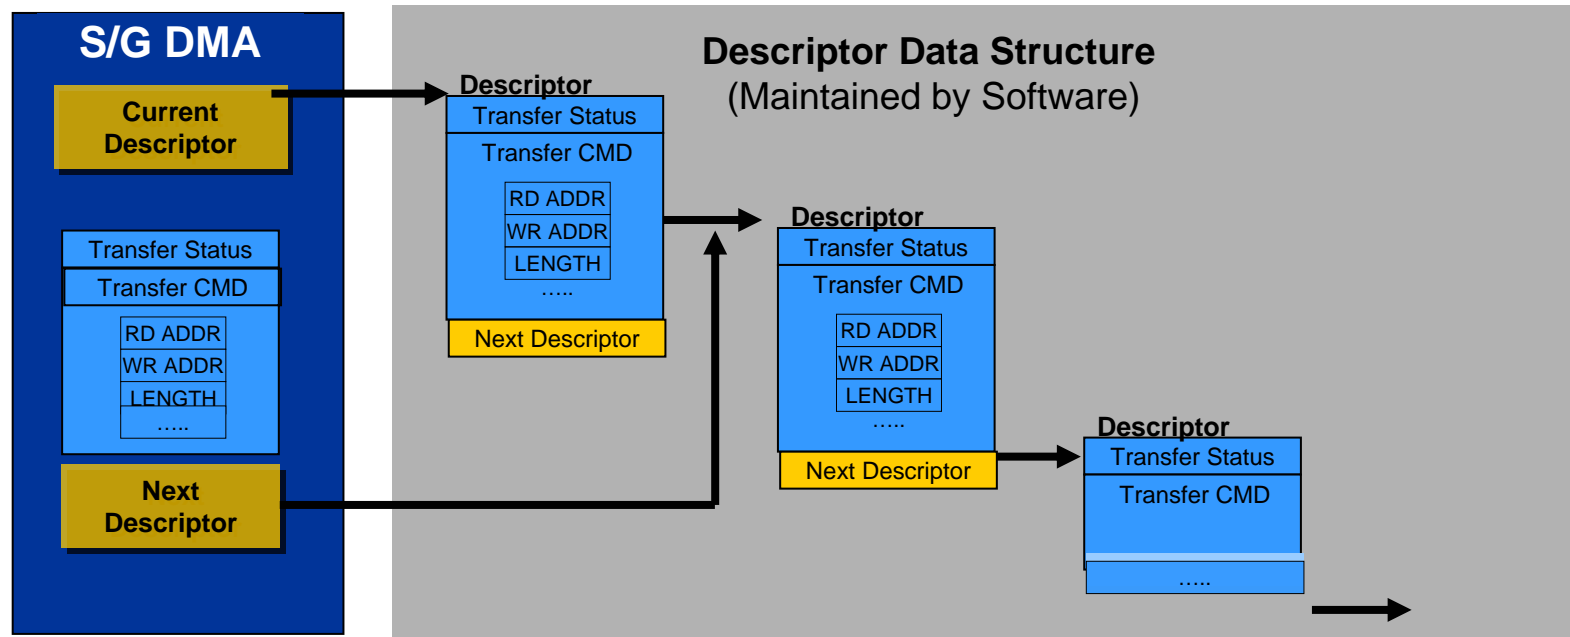 S/G DMA
Current
Descriptor
Transfer Status
Transfer CMD
RD ADDR
WR ADDR
LENGTH
…..
Next
Descriptor
Descriptor Data Structure
(Maintained by Software)
Descriptor
Transfer Status
Transfer CMD
RD ADDR
WR ADDR
LENGTH
…..
Next Descriptor
Descriptor
Transfer Status
Transfer CMD
RD ADDR
WR ADDR
LENGTH
…..
Next Descriptor
Descriptor
Transfer Status
Transfer CMD
…..